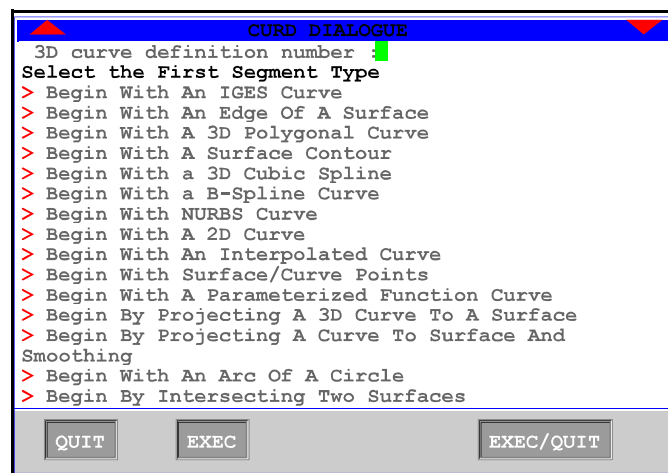 CURD DIALOGUE
3D curve definition number :
Select the First Segment Type
> Begin With An IGES Curve
> Begin With An Edge Of A Surface
> Begin With A 3D Polygonal Curve
> Begin With A Surface Contour
> Begin With a 3D Cubic Spline
> Begin With a B-Spline Curve
> Begin With NURBS Curve
> Begin With A 2D Curve
> Begin With An Interpolated Curve
> Begin With Surface/Curve Points
> Begin With A Parameterized Function Curve
> Begin By Projecting A 3D Curve To A Surface
> Begin By Projecting A Curve To Surface And
Smoothing
> Begin With An Arc Of A Circle
> Begin By Intersecting Two Surfaces
QUIT EXEC EXEC/QUIT